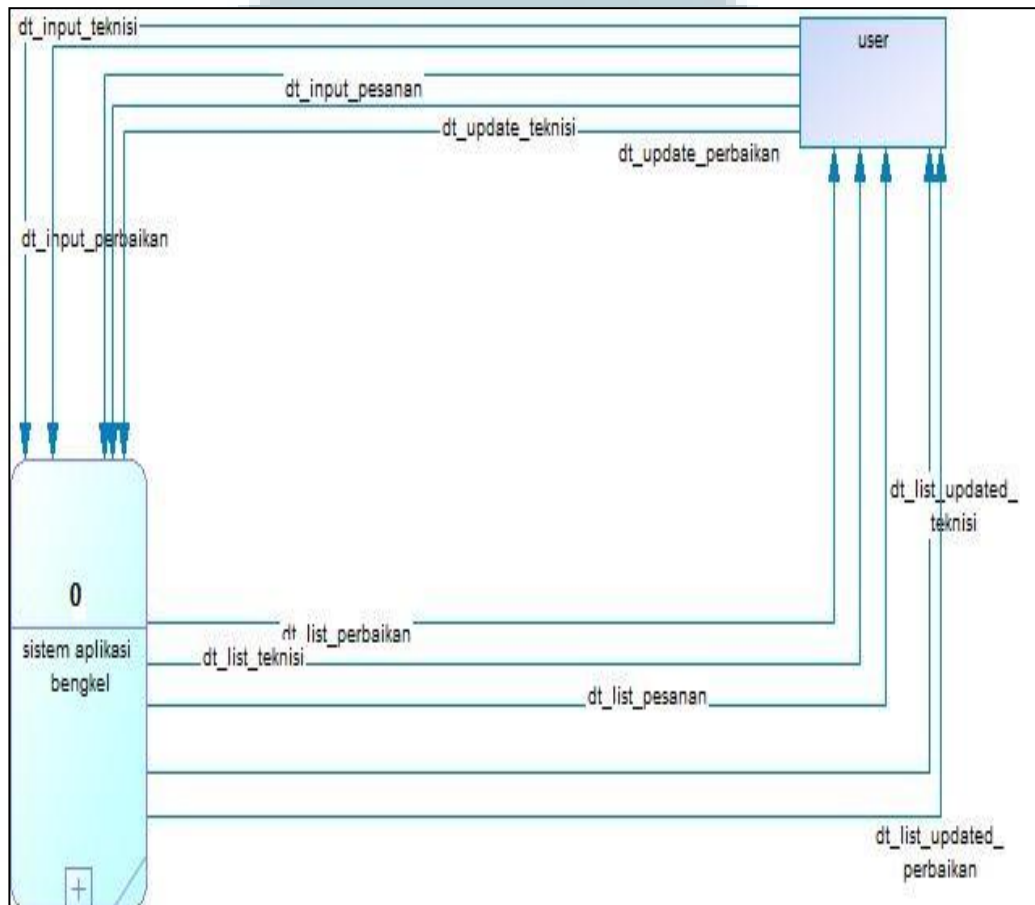 dt_input_teknisi
user
dt_input_pesanan
dt_update_teknisi
dt_update_perbaikan
dt_input_perbaikan
dt_list_updated_
teknisi
0
sistem aplikasi
bengkel
dt_list_perbaikan
dt_list_teknisi
dt_list_pesanan
dt_list_updated_
perbaikan